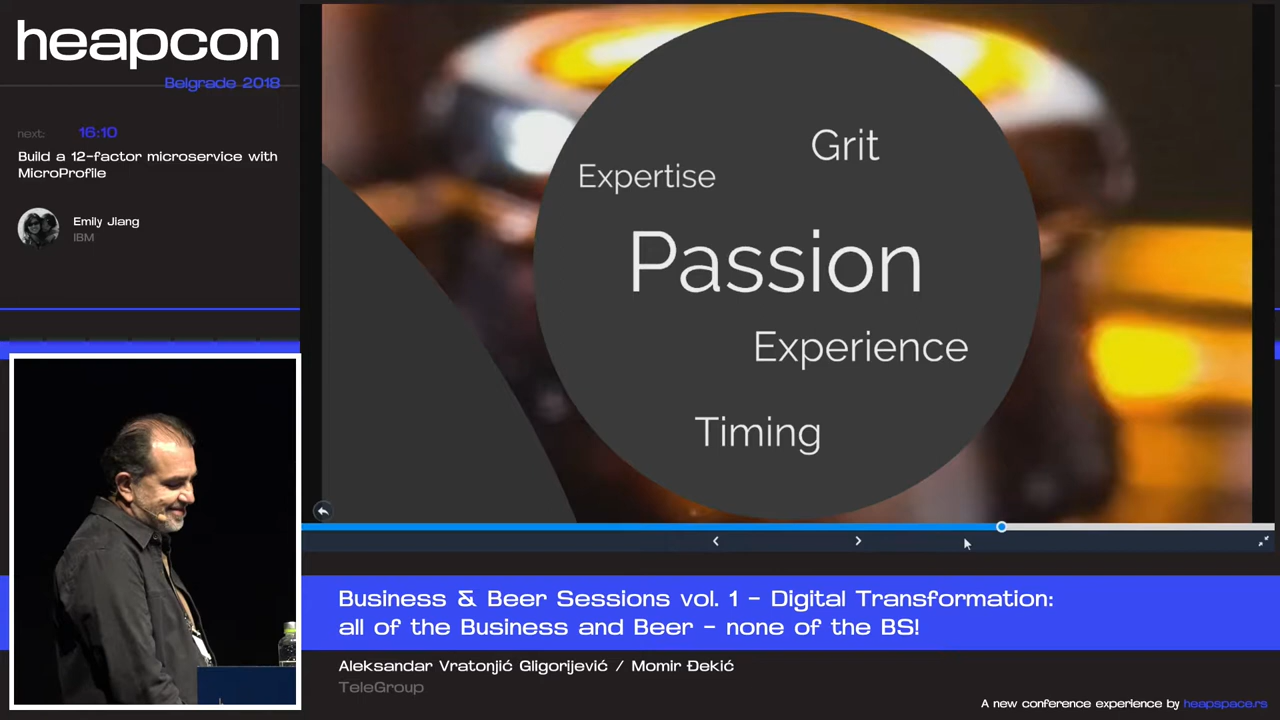 heapcon
Belgrade 2018
next: 16:10
Build a 12-factor microservice with
MicroProfile
Emily Jiang
IBM
Grit
Expertise
Passion
Experience
Timing
Business & Beer Sessions vol. 1 - Digital Transformation:
all of the Business and Beer - none of the BS!
Aleksandar Vratonjić Gligorijević / Momir Đekić
TeleGroup
A new conference experience by heapspace.rs